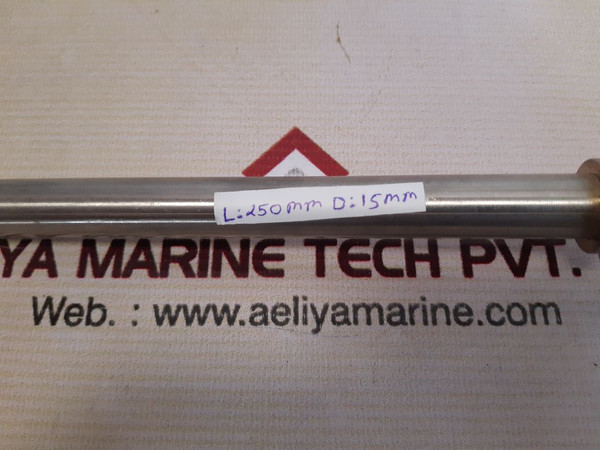 L:250mm D:15mm
YA MARINE TECH PVT.
Web. : www.aeliyamarine.com